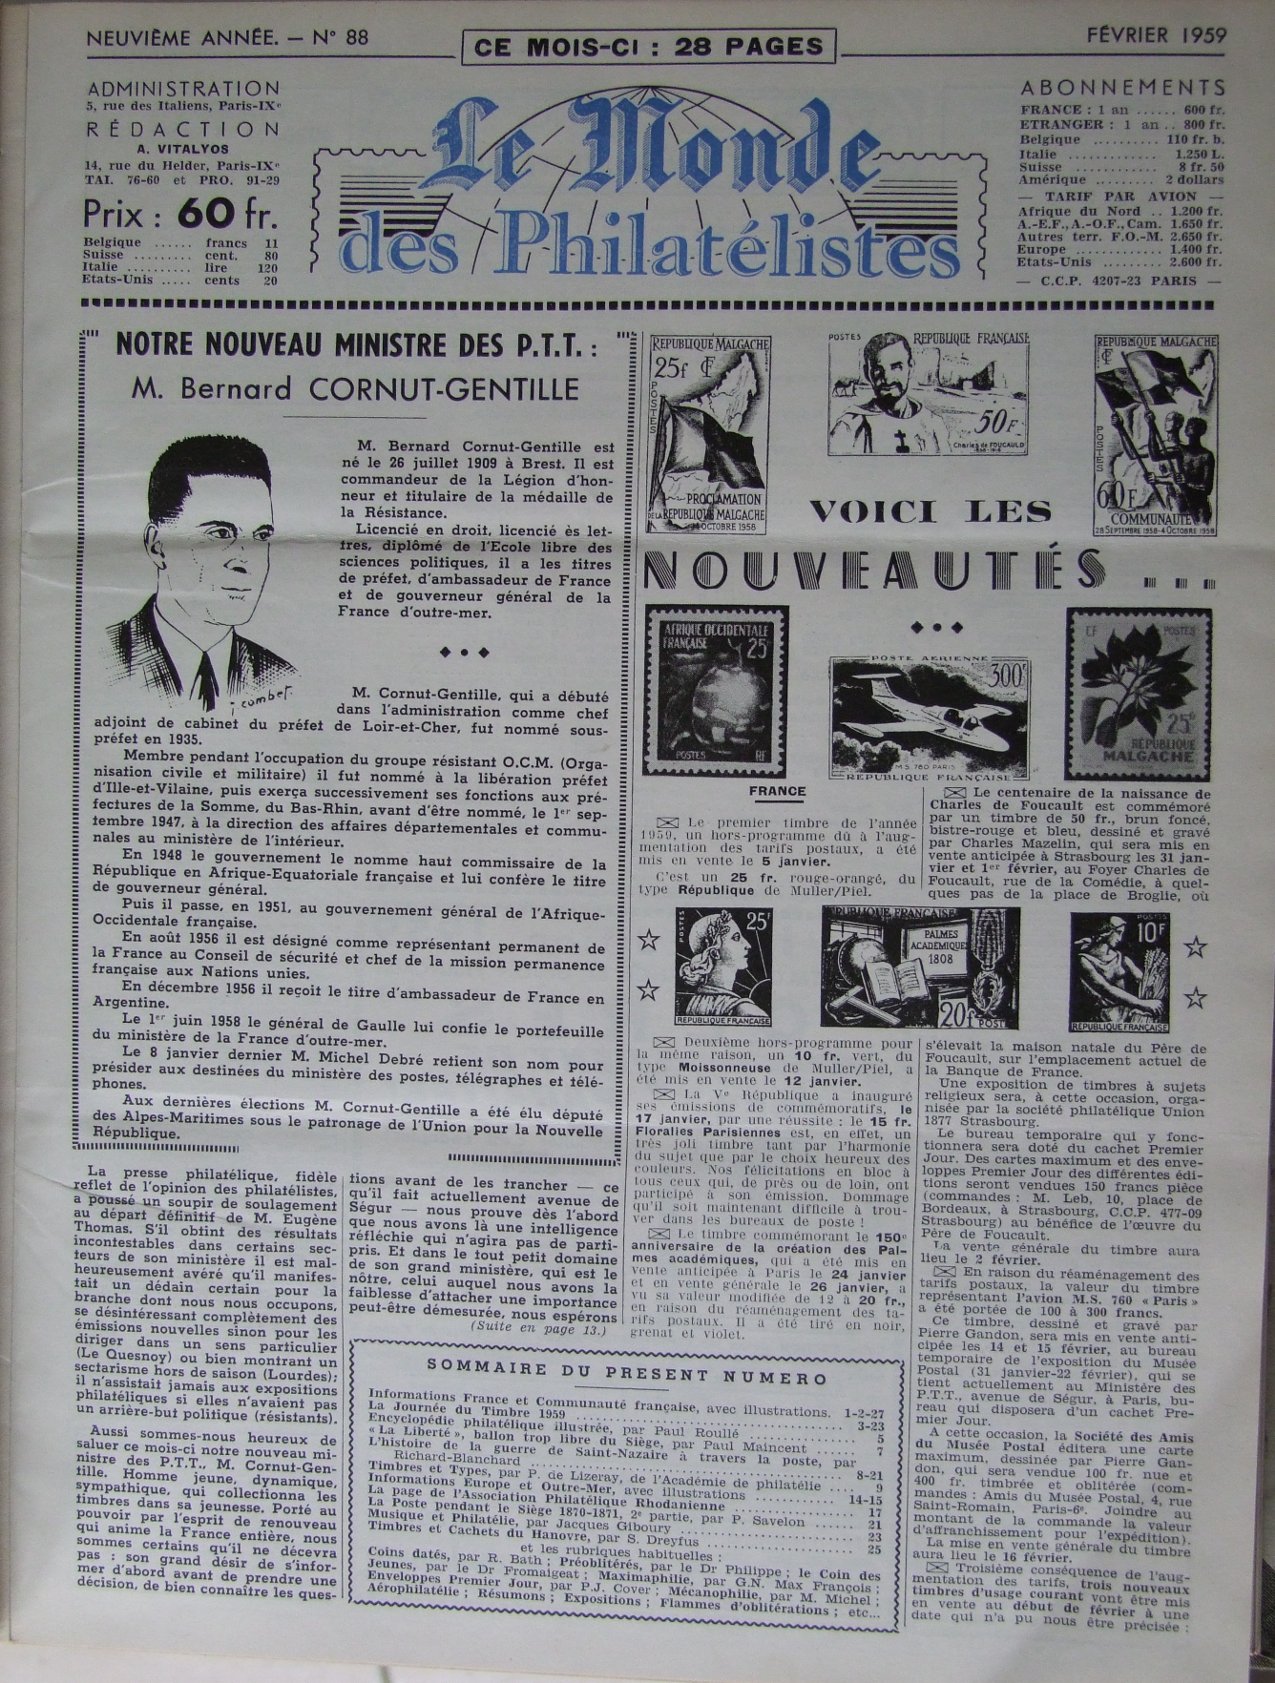 NEUVIÈME ANNÉE. — N° 88
CE MOIS-CI : 28 PAGES
FÉVRIER 1959
ADMINISTRATION
5, rue des Italiens, Paris-IXe
RÉDACTION
A. VITALYOS
14, rue du Helder, Paris-IXe
TAI. 76-60 et PRO. 91-29
Prix : 60 fr.
Belgique ...... francs 11
Suisse ......... cent. 80
Italie .......... lire 120
Etats-Unis ..... cents 20
Le Monde
des Philatélistes
ABONNEMENTS
FRANCE : 1 an ...... 600 fr.
ETRANGER : 1 an .. 800 fr.
Belgique .......... 110 fr. b.
Italie ............. 1.250 L.
Suisse ............ 8 fr. 50
Amérique ......... 2 dollars
— TARIF PAR AVION —
Afrique du Nord .. 1.200 fr.
A.-E.F., A.-O.F., Cam. 1.650 fr.
Autres terr. F.O.-M. 2.650 fr.
Europe ............ 1.400 fr.
Etats-Unis ......... 2.600 fr.
— C.C.P. 4207-23 PARIS —
NOTRE NOUVEAU MINISTRE DES P.T.T. :
M. Bernard CORNUT-GENTILLE
M. Bernard Cornut-Gentille est
né le 26 juillet 1909 à Brest. Il est
commandeur de la Légion d'hon-
neur et titulaire de la médaille de
la Résistance.
Licencié en droit, licencié ès let-
tres, diplômé de l'Ecole libre des
sciences politiques, il a les titres
de préfet, d'ambassadeur de France
et de gouverneur général de la
France d'outre-mer.
j combet
M. Cornut-Gentille, qui a débuté
dans l'administration comme chef
adjoint de cabinet du préfet de Loir-et-Cher, fut nommé sous-
préfet en 1935.
Membre pendant l'occupation du groupe résistant O.C.M. (Orga-
nisation civile et militaire) il fut nommé à la libération préfet
d'Ille-et-Vilaine, puis exerça successivement ses fonctions aux pré-
fectures de la Somme, du Bas-Rhin, avant d'être nommé, le 1er sep-
tembre 1947, à la direction des affaires départementales et commu-
nales au ministère de l'intérieur.
En 1948 le gouvernement le nomme haut commissaire de la
République en Afrique-Equatoriale française et lui confère le titre
de gouverneur général.
Puis il passe, en 1951, au gouvernement général de l'Afrique-
Occidentale française.
En août 1956 il est désigné comme représentant permanent de
la France au Conseil de sécurité et chef de la mission permanence
française aux Nations unies.
En décembre 1956 il reçoit le titre d'ambassadeur de France en
Argentine.
Le 1er juin 1958 le général de Gaulle lui confie le portefeuille
du ministère de la France d'outre-mer.
Le 8 janvier dernier M. Michel Debré retient son nom pour
présider aux destinées du ministère des postes, télégraphes et télé-
phones.
Aux dernières élections M. Cornut-Gentille a été élu député
des Alpes-Maritimes sous le patronage de l'Union pour la Nouvelle
République.
La presse philatélique, fidèle
reflet de l'opinion des philatélistes,
a poussé un soupir de soulagement
au départ définitif de M. Eugène
Thomas. S'il obtint des résultats
incontestables dans certains sec-
teurs de son ministère il est mal-
heureusement avéré qu'il manifes-
tait un dédain certain pour la
branche dont nous nous occupons,
se désintéressant complètement des
émissions nouvelles sinon pour les
diriger dans un sens particulier
(Le Quesnoy) ou bien montrant un
sectarisme hors de saison (Lourdes);
il n'assistait jamais aux expositions
philatéliques si elles n'avaient pas
un arrière-but politique (résistants).
Aussi sommes-nous heureux de
saluer ce mois-ci notre nouveau mi-
nistre des P.T.T., M. Cornut-Gen-
tille. Homme jeune, dynamique,
sympathique, qui collectionna les
timbres dans sa jeunesse. Porté au
pouvoir par l'esprit de renouveau
qui anime la France entière, nous
sommes certains qu'il ne décevra
pas : son grand désir de s'infor-
mer d'abord avant de prendre une
décision, de bien connaître les ques-
tions avant de les trancher — ce
qu'il fait actuellement avenue de
Ségur — nous prouve dès l'abord
que nous avons là une intelligence
réfléchie qui n'agira pas de parti-
pris. Et dans le tout petit domaine
de son grand ministère, qui est le
nôtre, celui auquel nous avons la
faiblesse d'attacher une importance
peut-être démesurée, nous espérons
(Suite en page 13.)
SOMMAIRE DU PRESENT NUMERO
Informations France et Communauté française, avec illustrations. 1-2-27
La Journée du Timbre 1959 ........ 3-23
Encyclopédie philatélique illustrée, par Paul Roullé ........ 5
« La Liberté », ballon trop libre du Siège, par Paul Maincent ..... 7
L'histoire de la guerre de Saint-Nazaire à travers la poste, par
Richard-Blanchard ........ 8-21
Timbres et Types, par P. de Lizeray, de l'Académie de philatélie .... 9
Informations Europe et Outre-Mer, avec illustrations ........ 14-15
La page de l'Association Philatélique Rhodanienne ........ 17
La Poste pendant le Siège 1870-1871, 2e partie, par P. Savelon ..... 21
Musique et Philatélie, par Jacques Giboury ........ 23
Timbres et Cachets du Hanovre, par S. Dreyfus ........ 25
et les rubriques habituelles :
Coins datés, par R. Bath ; Préoblitérés, par le Dr Philippe ; le Coin des
Jeunes, par le Dr Fromaigeat ; Maximaphilie, par G.N. Max François ;
Enveloppes Premier Jour, par P.J. Cover ; Mécanophilie, par M. Michel ;
Aérophilatélie ; Résumons ; Expositions ; Flammes d'oblitérations ; etc...
REPUBLIQUE MALGACHE
25f CF
POSTES
PROCLAMATION
DE LA REPUBLIQUE MALGACHE
14 OCTOBRE 1958
POSTES REPUBLIQUE FRANÇAISE
50F
Charles de FOUCAULD
1858-1916
REPUBLIQUE MALGACHE
CF
POSTES
60F
COMMUNAUTÉ
28 SEPTEMBRE 1958-4 OCTOBRE 1958
VOICI LES
NOUVEAUTÉS ...
AFRIQUE OCCIDENTALE
FRANÇAISE 25F
POSTES RF
POSTE AERIENNE
300F
M.S. 760 PARIS
REPUBLIQUE FRANÇAISE
CF POSTES
25F
REPUBLIQUE
MALGACHE
FRANCE
Le premier timbre de l'année
1959, un hors-programme dû à l'aug-
mentation des tarifs postaux, a été
mis en vente le 5 janvier.
C'est un 25 fr. rouge-orangé, du
type République de Muller/Piel.
POSTES
25F
REPUBLIQUE FRANÇAISE
REPUBLIQUE FRANÇAISE
PALMES
ACADEMIQUES
1808
20f POSTES
POSTES
10F
REPUBLIQUE FRANÇAISE
Deuxième hors-programme pour
la même raison, un 10 fr. vert, du
type Moissonneuse de Muller/Piel, a
été mis en vente le 12 janvier.
La Ve République a inauguré
ses émissions de commémoratifs, le
17 janvier, par une réussite : le 15 fr.
Floralies Parisiennes est, en effet, un
très joli timbre tant par l'harmonie
du sujet que par le choix heureux des
couleurs. Nos félicitations en bloc à
tous ceux qui, de près ou de loin, ont
participé à son émission. Dommage
qu'il soit maintenant difficile à trou-
ver dans les bureaux de poste !
Le timbre commémorant le 150e
anniversaire de la création des Pal-
mes académiques, qui a été mis en
vente anticipée à Paris le 24 janvier
et en vente générale le 26 janvier, a
vu sa valeur modifiée de 12 à 20 fr.,
en raison du réaménagement des ta-
rifs postaux. Il a été tiré en noir,
grenat et violet.
Le centenaire de la naissance de
Charles de Foucault est commémoré
par un timbre de 50 fr., brun foncé,
bistre-rouge et bleu, dessiné et gravé
par Charles Mazelin, qui sera mis en
vente anticipée à Strasbourg les 31 jan-
vier et 1er février, au Foyer Charles de
Foucault, rue de la Comédie, à quel-
ques pas de la place de Broglie, où
s'élevait la maison natale du Père de
Foucault, sur l'emplacement actuel de
la Banque de France.
Une exposition de timbres à sujets
religieux sera, à cette occasion, orga-
nisée par la société philatélique Union
1877 Strasbourg.
Le bureau temporaire qui y fonc-
tionnera sera doté du cachet Premier
Jour. Des cartes maximum et des enve-
loppes Premier Jour des différentes édi-
tions seront vendues 150 francs pièce
(commandes : M. Leb, 10, place de
Bordeaux, à Strasbourg, C.C.P. 477-09
Strasbourg) au bénéfice de l'œuvre du
Père de Foucault.
La vente générale du timbre aura
lieu le 2 février.
En raison du réaménagement des
tarifs postaux, la valeur du timbre
représentant l'avion M.S. 760 « Paris »
a été portée de 100 à 300 francs.
Ce timbre, dessiné et gravé par
Pierre Gandon, sera mis en vente anti-
cipée les 14 et 15 février, au bureau
temporaire de l'exposition du Musée
Postal (31 janvier-22 février), qui se
tient actuellement au Ministère des
P.T.T., avenue de Ségur, à Paris, bu-
reau qui disposera d'un cachet Pre-
mier Jour.
A cette occasion, la Société des Amis
du Musée Postal éditera une carte
maximum, dessinée par Pierre Gan-
don, qui sera vendue 100 fr. nue et
400 fr. timbrée et oblitérée (com-
mandes : Amis du Musée Postal, 4, rue
Saint-Romain, Paris-6e. Joindre au
montant de la commande la valeur
d'affranchissement pour l'expédition).
La mise en vente générale du timbre
aura lieu le 16 février.
Troisième conséquence de l'aug-
mentation des tarifs, trois nouveaux
timbres d'usage courant vont être mis
en vente au début de février à une
date qui n'a pu nous être précisée :